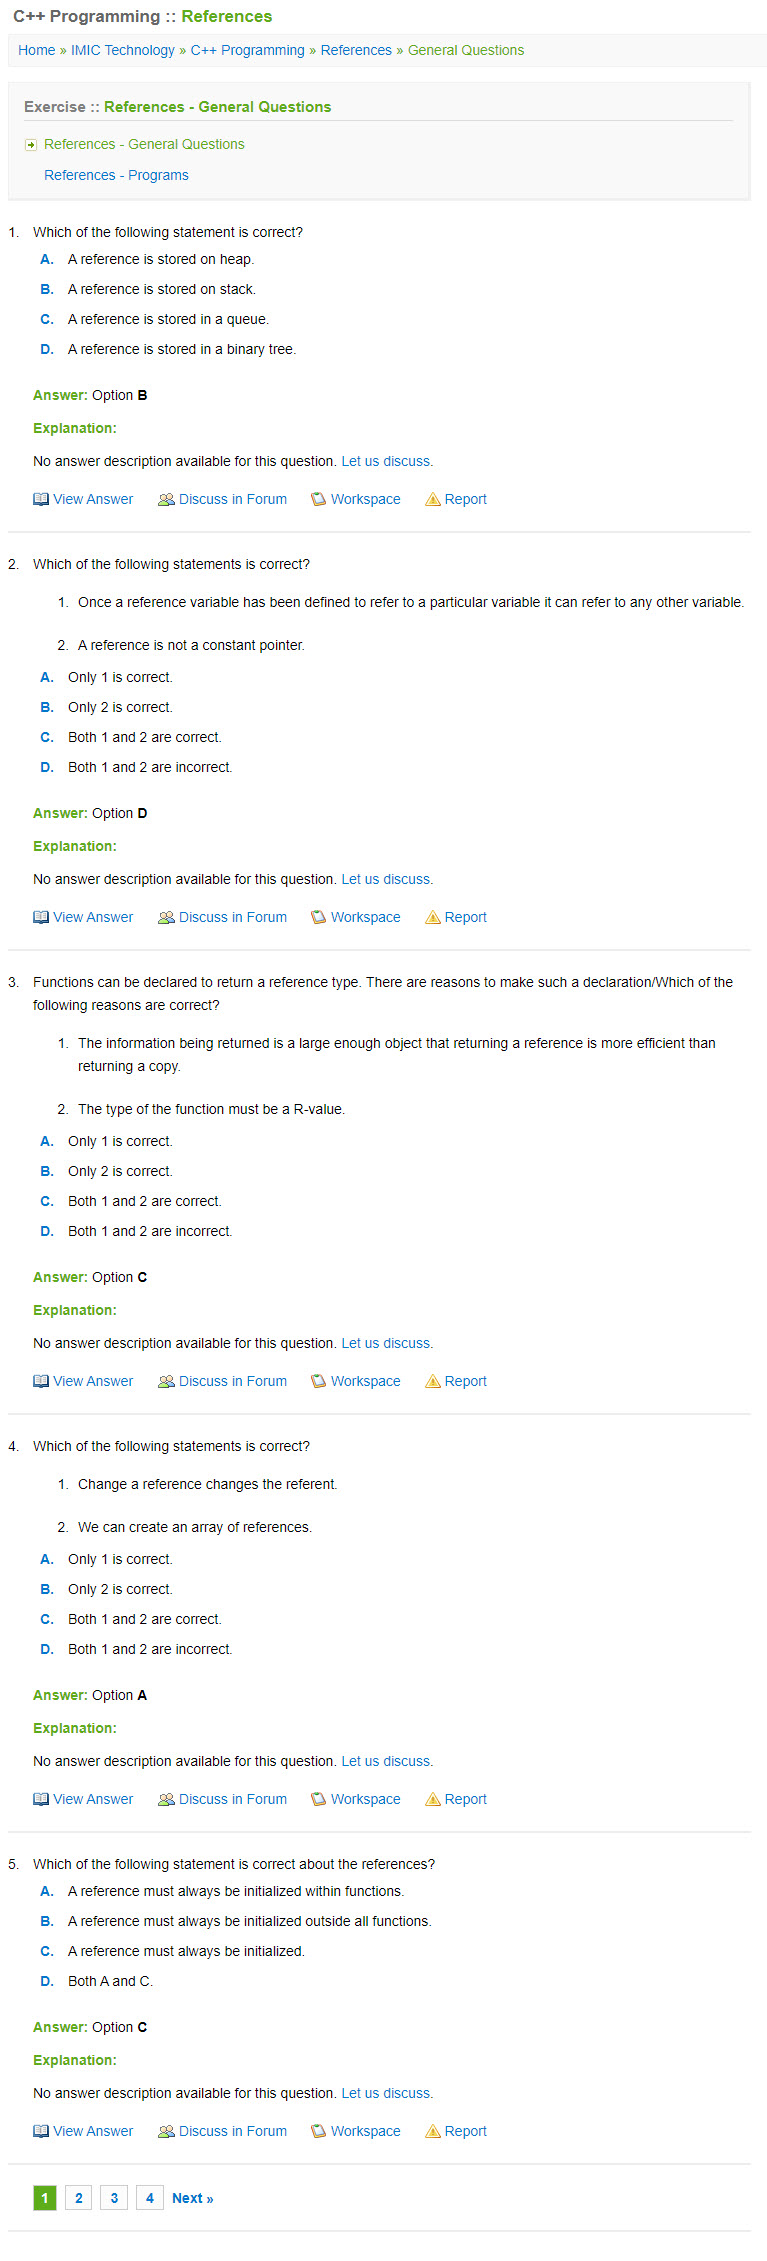 C++ Programming :: References
Home » IMIC Technology » C++ Programming » References » General Questions
Exercise :: References - General Questions
References - General Questions
References - Programs
1. Which of the following statement is correct?
A. A reference is stored on heap.
B. A reference is stored on stack.
C. A reference is stored in a queue.
D. A reference is stored in a binary tree.
Answer: Option B
Explanation:
No answer description available for this question. Let us discuss.
View Answer Discuss in Forum Workspace Report
2. Which of the following statements is correct?
1. Once a reference variable has been defined to refer to a particular variable it can refer to any other variable.
2. A reference is not a constant pointer.
A. Only 1 is correct.
B. Only 2 is correct.
C. Both 1 and 2 are correct.
D. Both 1 and 2 are incorrect.
Answer: Option D
Explanation:
No answer description available for this question. Let us discuss.
View Answer Discuss in Forum Workspace Report
3. Functions can be declared to return a reference type. There are reasons to make such a declaration/Which of the
following reasons are correct?
1. The information being returned is a large enough object that returning a reference is more efficient than
returning a copy.
2. The type of the function must be a R-value.
A. Only 1 is correct.
B. Only 2 is correct.
C. Both 1 and 2 are correct.
D. Both 1 and 2 are incorrect.
Answer: Option C
Explanation:
No answer description available for this question. Let us discuss.
View Answer Discuss in Forum Workspace Report
4. Which of the following statements is correct?
1. Change a reference changes the referent.
2. We can create an array of references.
A. Only 1 is correct.
B. Only 2 is correct.
C. Both 1 and 2 are correct.
D. Both 1 and 2 are incorrect.
Answer: Option A
Explanation:
No answer description available for this question. Let us discuss.
View Answer Discuss in Forum Workspace Report
5. Which of the following statement is correct about the references?
A. A reference must always be initialized within functions.
B. A reference must always be initialized outside all functions.
C. A reference must always be initialized.
D. Both A and C.
Answer: Option C
Explanation:
No answer description available for this question. Let us discuss.
View Answer Discuss in Forum Workspace Report
1 2 3 4 Next »